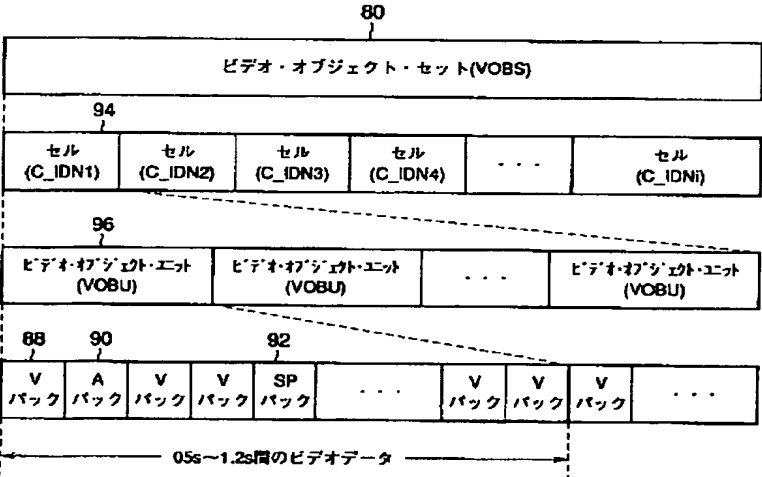 80
ビデオ・オブジェクト・セット(VOBS)
94
セル セル セル セル セル
(C_IDN1) (C_IDN2) (C_IDN3) (C_IDN4) ・・・ (C_IDNi)
96
ビデオ・オブジェクト・ユニット ビデオ・オブジェクト・ユニット ビデオ・オブジェクト・ユニット
(VOBU) (VOBU) ・・・ (VOBU)
88 90 92
V A V V SP V V V
パック パック パック パック パック ・・・ パック パック パック ・・・
05s～1.2s間のビデオデータ